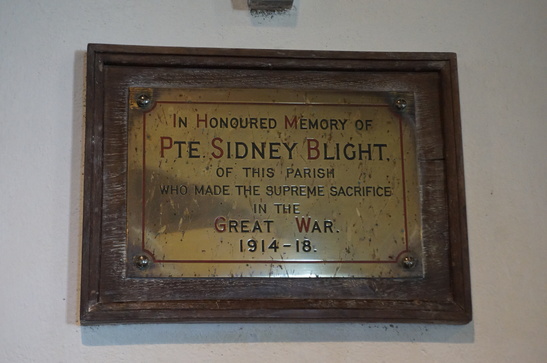 In Honoured Memory of
Pte. Sidney Blight.
of this Parish
who made the supreme sacrifice
in the
Great War.
1914-18.